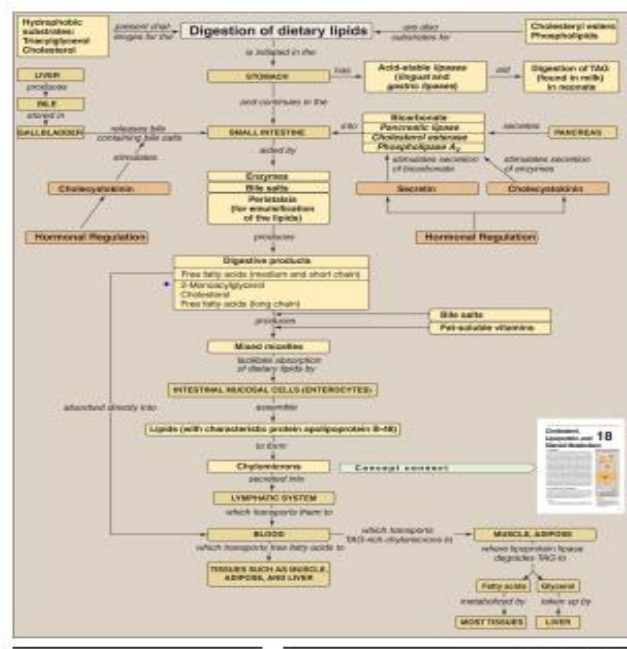 Hydrophobic
substrates:
Triacylglycerol
Cholesterol
present chal-
lenges for the
Digestion of dietary lipids
are also
substrates for
Cholesteryl esters
Phospholipids
is initiated in the
LIVER
produces
BILE
stored in
GALLBLADDER
STOMACH
has
Acid-stable lipases
(lingual and
gastric lipases)
aid
Digestion of TAG
(found in milk)
in neonate
and continues in the
releases bile
containing bile salts
SMALL INTESTINE
into
Bicarbonate
Pancreatic lipase
Cholesterol esterase
Phospholipase A2
secretes
PANCREAS
stimulates
Cholecystokinin
Hormonal Regulation
aided by
Enzymes
Bile salts
Peristalsis
(for emulsification
of the lipids)
stimulates secretion
of bicarbonate
stimulates secretion
of enzymes
Secretin
Cholecystokinin
Hormonal Regulation
produces
Digestive products
Free fatty acids (medium and short chain)
2-Monoacylglycerol
Cholesterol
Free fatty acids (long chain)
produces
Bile salts
Fat-soluble vitamins
Mixed micelles
facilitate absorption
of dietary lipids by
INTESTINAL MUCOSAL CELLS (ENTEROCYTES)
absorbed directly into
assemble
Lipids (with characteristic protein apolipoprotein B-48)
to form
Chylomicrons
Concept connect
Cholesterol,
Lipoprotein, and
Steroid Metabolism
18
secreted into
LYMPHATIC SYSTEM
which transports them to
BLOOD
which transports
TAG-rich chylomicrons to
MUSCLE, ADIPOSE
which transports free fatty acids to
TISSUES SUCH AS MUSCLE,
ADIPOSE, AND LIVER
where lipoprotein lipase
degrades TAG to
Fatty acids
Glycerol
metabolized by
taken up by
MOST TISSUES
LIVER